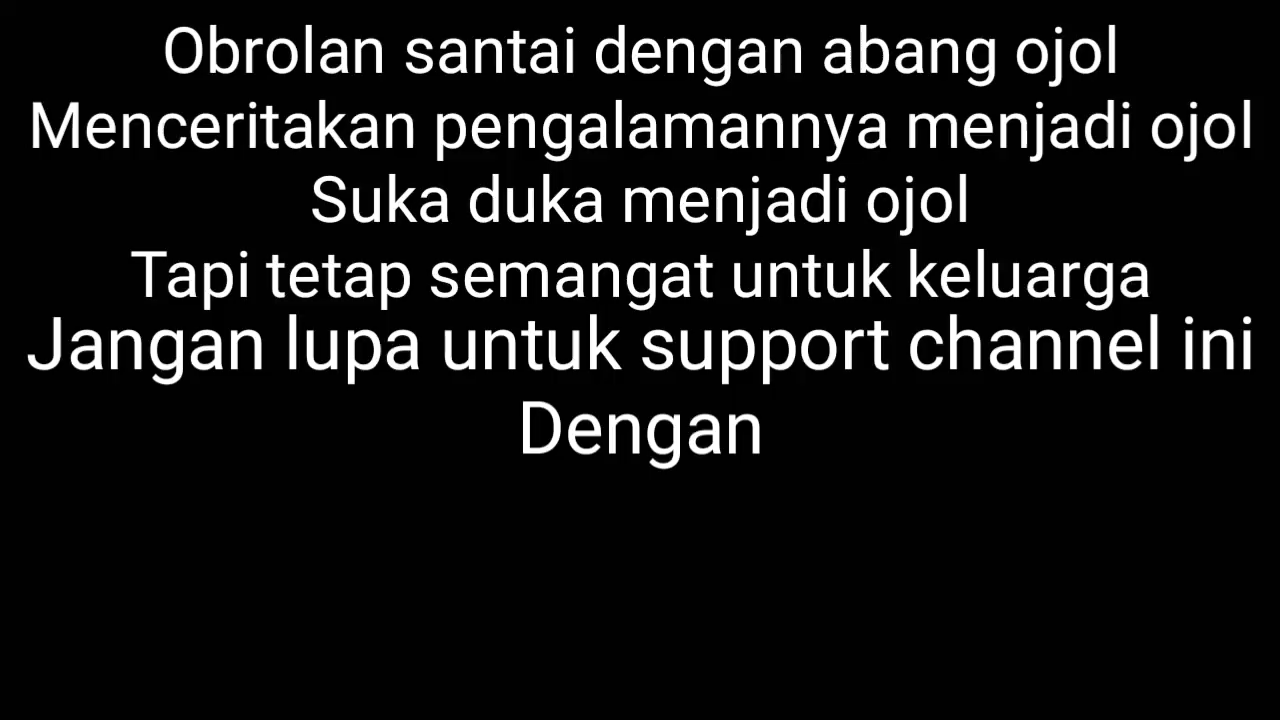 Obrolan santai dengan abang ojol
Menceritakan pengalamannya menjadi ojol
Suka duka menjadi ojol
Tapi tetap semangat untuk keluarga
Jangan lupa untuk support channel ini
Dengan